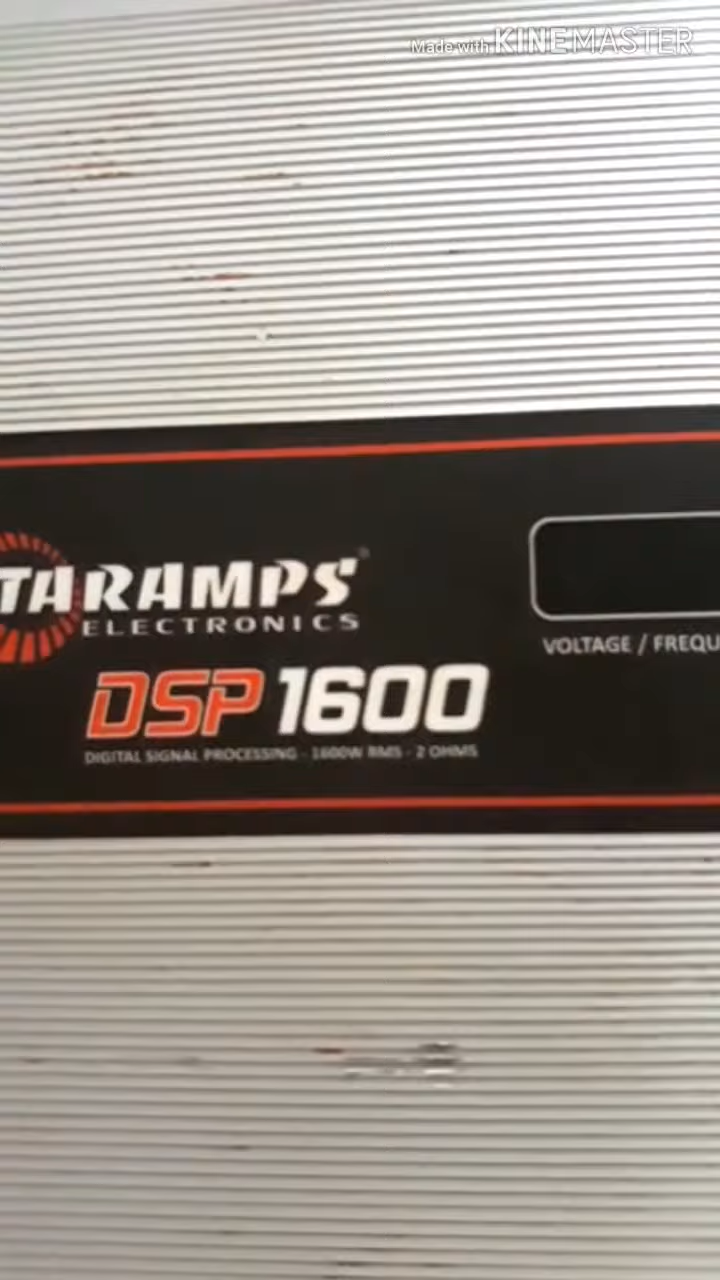 Made with KINEMASTER
TARAMPS
ELECTRONICS
VOLTAGE / FREQU
DSP 1600
DIGITAL SIGNAL PROCESSING - 1600W RMS - 2 OHMS